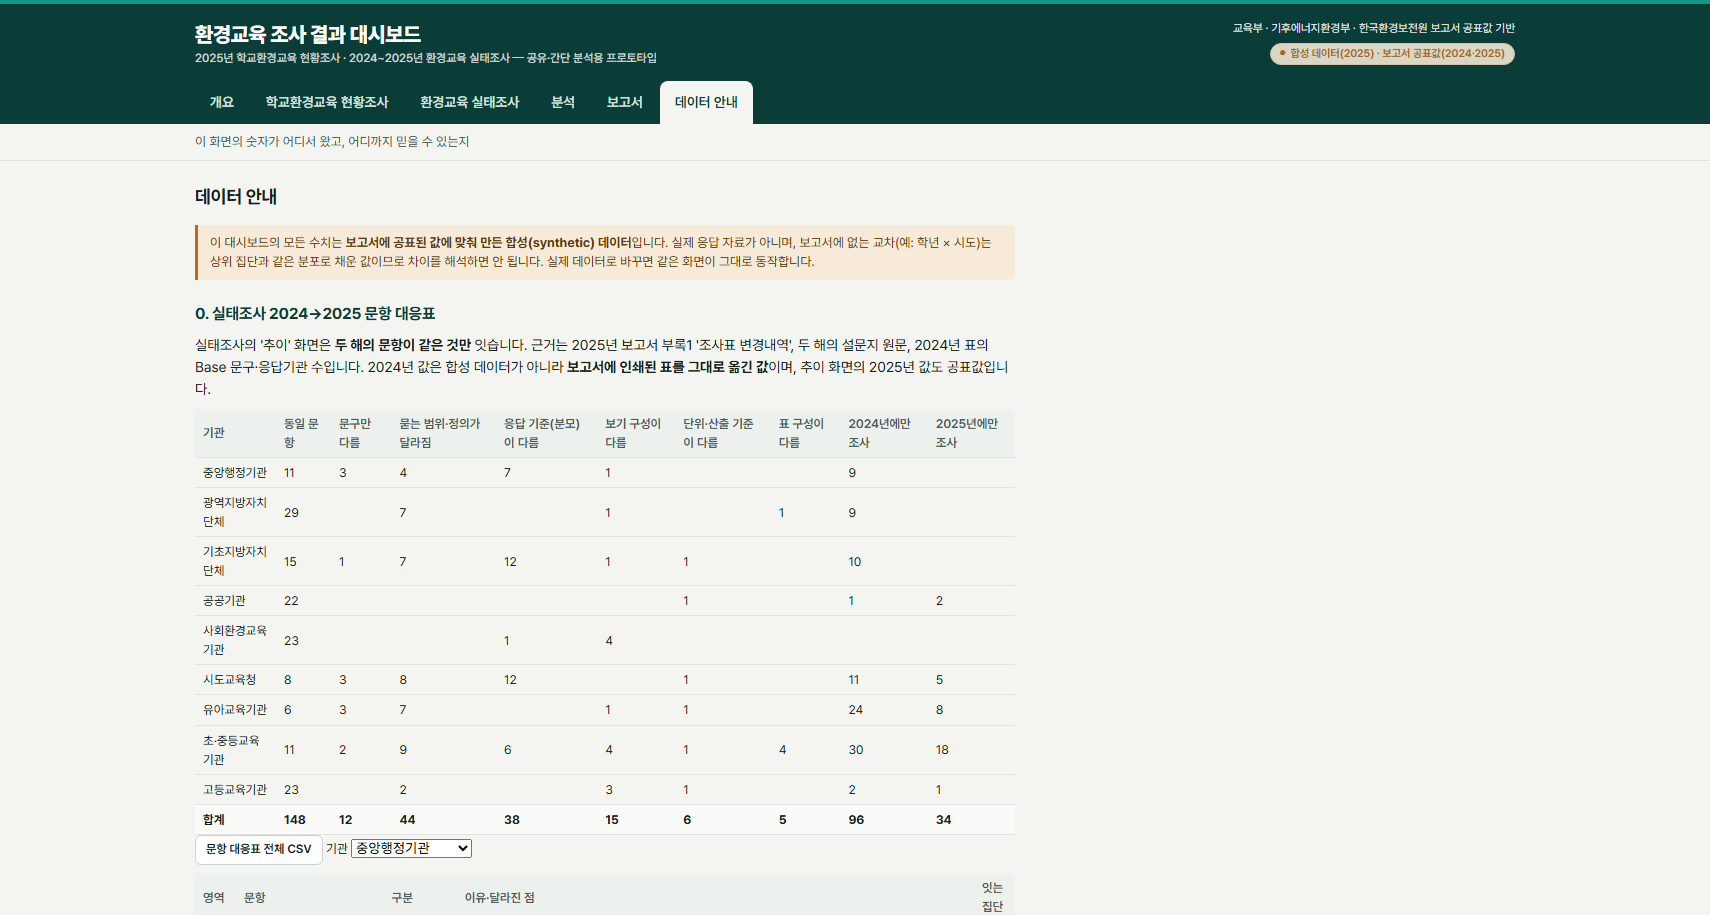 환경교육 조사 결과 대시보드
2025년 학교환경교육 현황조사 · 2024~2025년 환경교육 실태조사 — 공유·간단 분석용 프로토타입
교육부 · 기후에너지환경부 · 한국환경보전원 보고서 공표값 기반
합성 데이터(2025) · 보고서 공표값(2024·2025)
개요 학교환경교육 현황조사 환경교육 실태조사 분석 보고서 데이터 안내
이 화면의 숫자가 어디서 왔고, 어디까지 믿을 수 있는지
데이터 안내
이 대시보드의 모든 수치는 보고서에 공표된 값에 맞춰 만든 합성(synthetic) 데이터입니다. 실제 응답 자료가 아니며, 보고서에 없는 교차(예: 학년 × 시도)는
상위 집단과 같은 분포로 채운 값이므로 차이를 해석하면 안 됩니다. 실제 데이터로 바꾸면 같은 화면이 그대로 동작합니다.
0. 실태조사 2024→2025 문항 대응표
실태조사의 '추이' 화면은 두 해의 문항이 같은 것만 잇습니다. 근거는 2025년 보고서 부록1 '조사표 변경내역', 두 해의 설문지 원문, 2024년 표의
Base 문구·응답기관 수입니다. 2024년 값은 합성 데이터가 아니라 보고서에 인쇄된 표를 그대로 옮긴 값이며, 추이 화면의 2025년 값도 공표값입니
다.
기관 동일 문항 문구만 다름 묻는 범위·정의가 달라짐 응답 기준(분모)이 다름 보기 구성이 다름 단위·산출 기준이 다름 표 구성이 다름 2024년에만 조사 2025년에만 조사
중앙행정기관 11 3 4 7 1 9
광역지방자치단체 29 7 1 1 9
기초지방자치단체 15 1 7 12 1 1 10
공공기관 22 1 1 2
사회환경교육기관 23 1 4
시도교육청 8 3 8 12 1 11 5
유아교육기관 6 3 7 1 1 24 8
초·중등교육기관 11 2 9 6 4 1 4 30 18
고등교육기관 23 2 3 1 2 1
합계 148 12 44 38 15 6 5 96 34
문항 대응표 전체 CSV 기관 중앙행정기관
영역 문항 구분 이유·달라진 점 잇는 집단